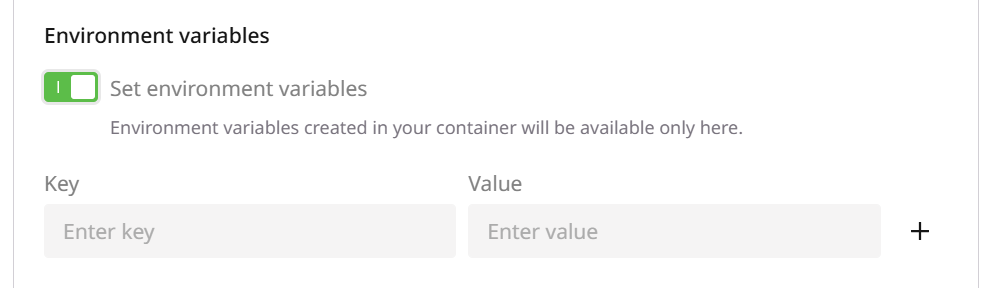 Environment variables
Set environment variables
Environment variables created in your container will be available only here.
Key Value
Enter key Enter value